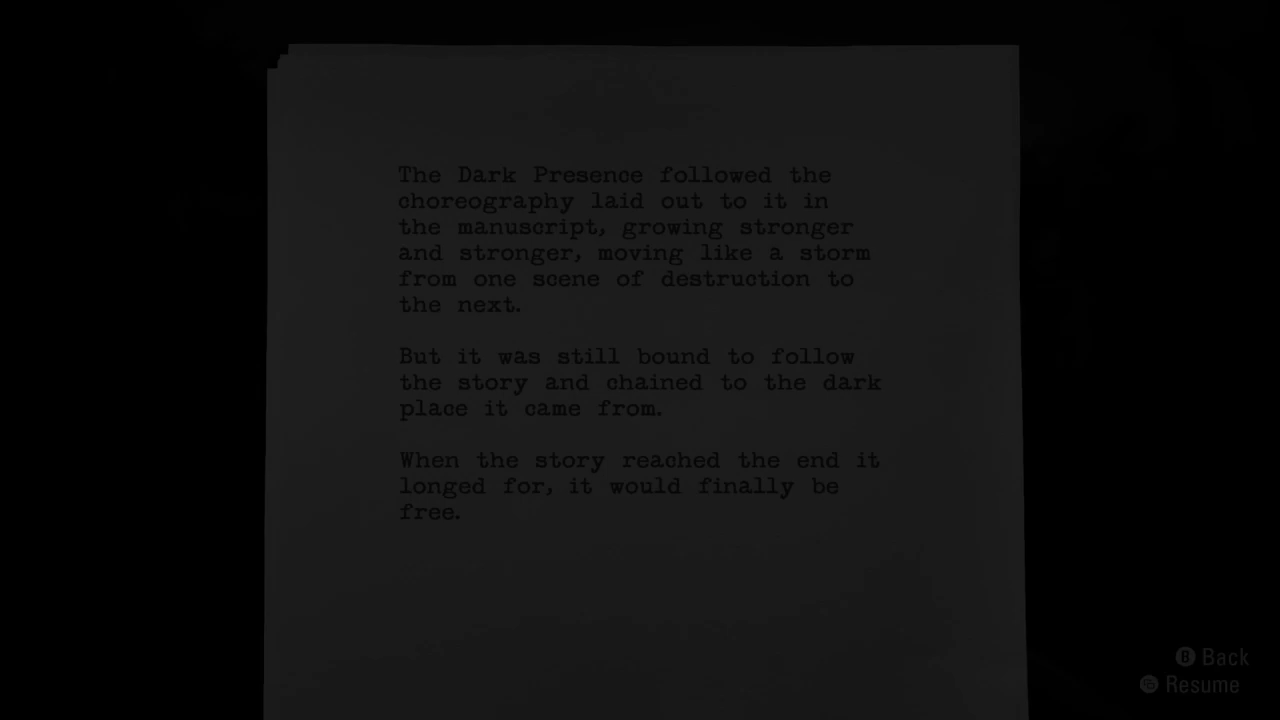 The Dark Presence followed the
choreography laid out to it in
the manuscript, growing stronger
and stronger, moving like a storm
from one scene of destruction to
the next.
But it was still bound to follow
the story and chained to the dark
place it came from.
When the story reached the end it
longed for, it would finally be
free.
B Back
Resume